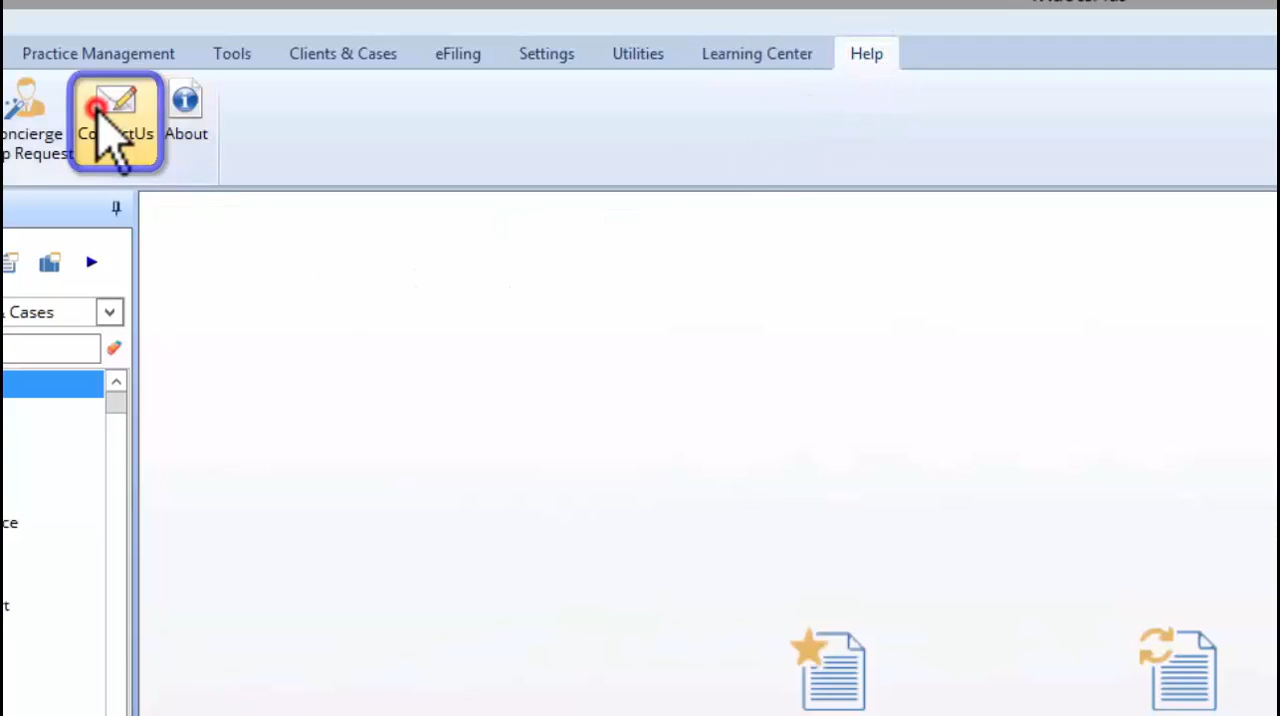 Practice Management Tools Clients & Cases eFiling Settings Utilities Learning Center Help
oncierge
p Request
About
Cases
ce
t